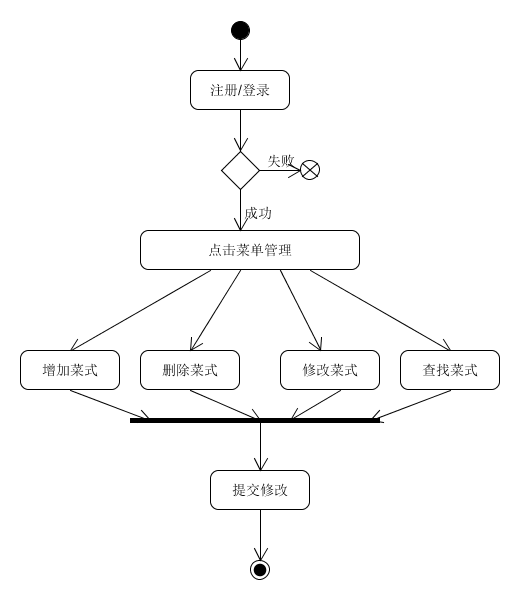 注册/登录
失败
成功
点击菜单管理
增加菜式
删除菜式
修改菜式
查找菜式
提交修改